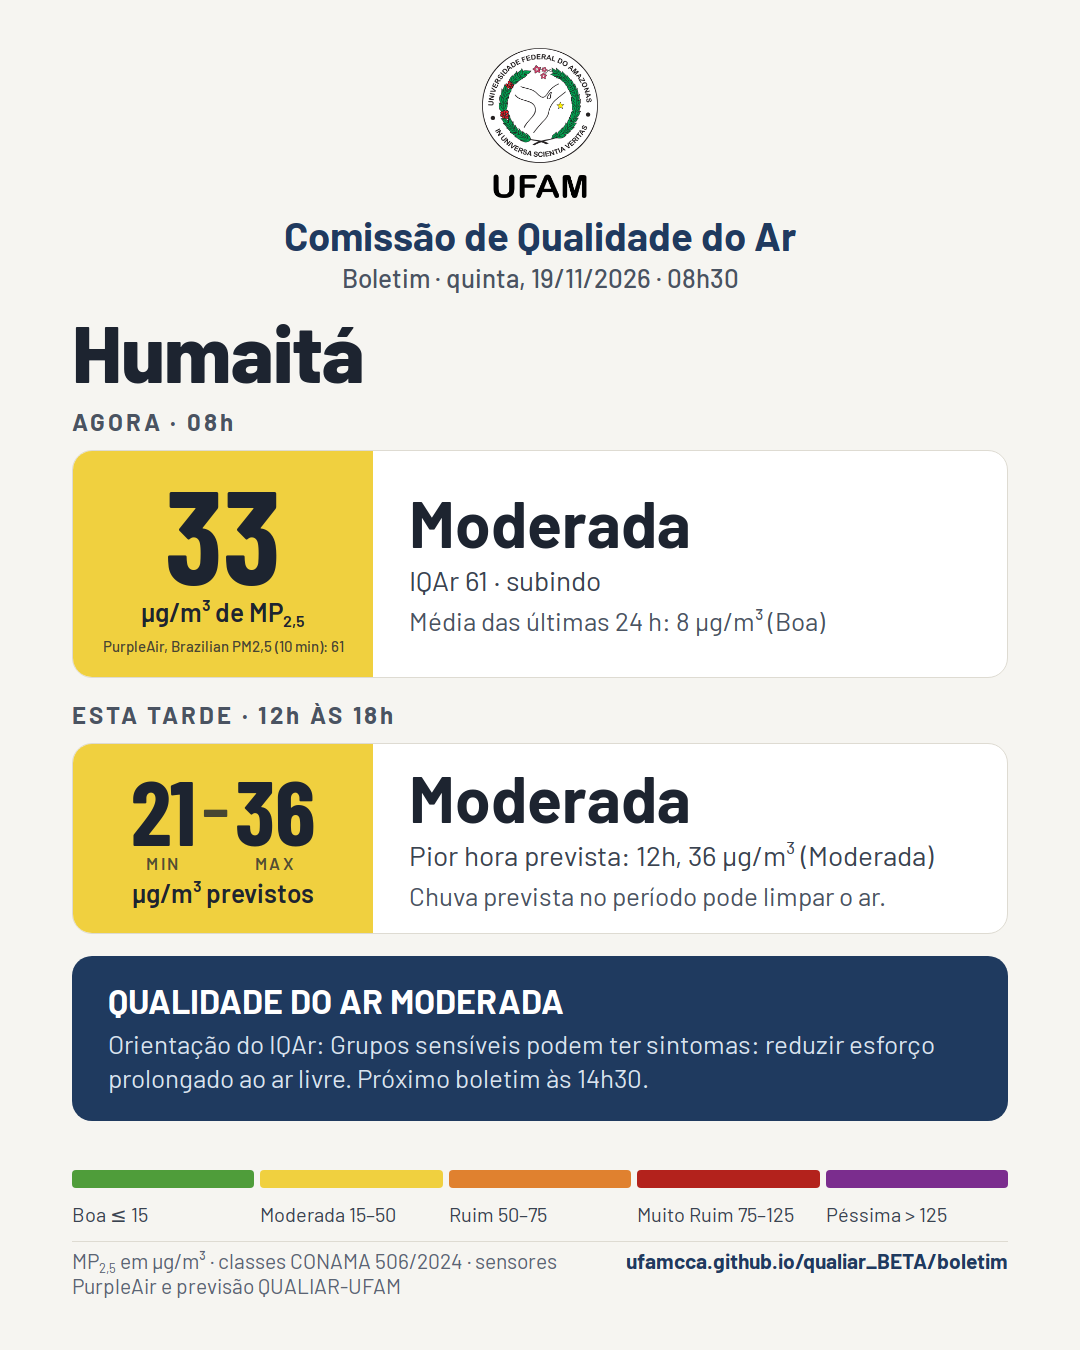 UNIVERSIDADE FEDERAL DO AMAZONAS
IN UNIVERSA SCIENTIA VERITAS
UFAM
Comissão de Qualidade do Ar
Boletim · quinta, 19/11/2026 · 08h30
Humaitá
AGORA · 08h
33
µg/m³ de MP2,5
PurpleAir, Brazilian PM2,5 (10 min): 61
Moderada
IQAr 61 · subindo
Média das últimas 24 h: 8 µg/m³ (Boa)
ESTA TARDE · 12h ÀS 18h
21–36
MIN MAX
µg/m³ previstos
Moderada
Pior hora prevista: 12h, 36 µg/m³ (Moderada)
Chuva prevista no período pode limpar o ar.
QUALIDADE DO AR MODERADA
Orientação do IQAr: Grupos sensíveis podem ter sintomas: reduzir esforço
prolongado ao ar livre. Próximo boletim às 14h30.
Boa ≤ 15
Moderada 15–50
Ruim 50–75
Muito Ruim 75–125
Péssima > 125
MP2,5 em µg/m³ · classes CONAMA 506/2024 · sensores
PurpleAir e previsão QUALIAR-UFAM
ufamcca.github.io/qualiar_BETA/boletim